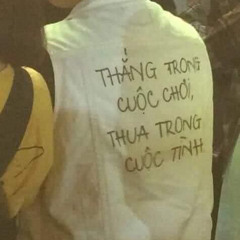 THẮNG TRONG
CUỘC CHƠI,
THUA TRONG
CUỘC TÌNH